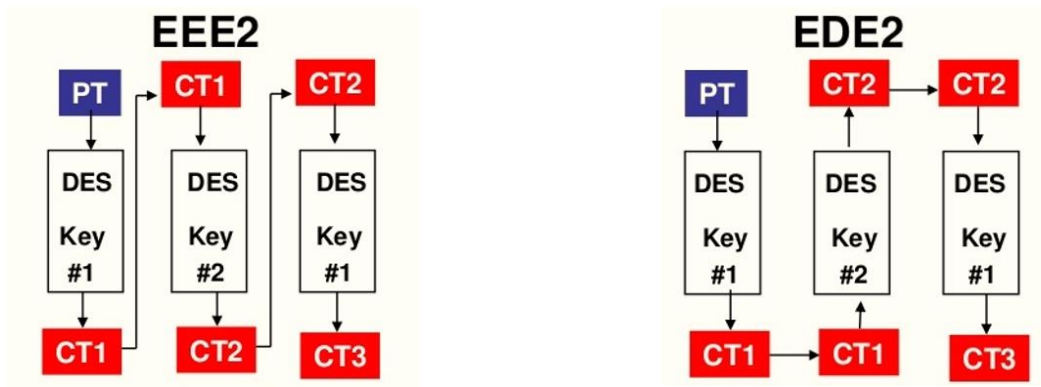 EEE2
PT
CT1
CT2
DES
Key
#1
DES
Key
#2
DES
Key
#1
CT1
CT2
CT3
EDE2
PT
CT2
CT2
DES
Key
#1
DES
Key
#2
DES
Key
#1
CT1
CT1
CT3